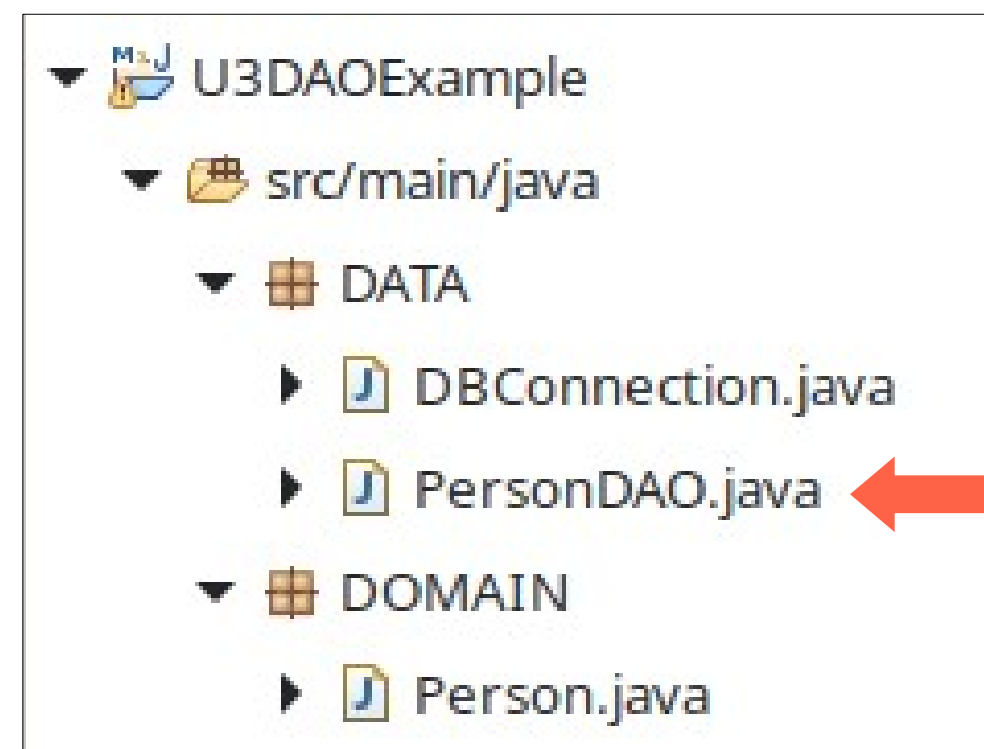 U3DAOExample
src/main/java
DATA
DBConnection.java
PersonDAO.java
DOMAIN
Person.java